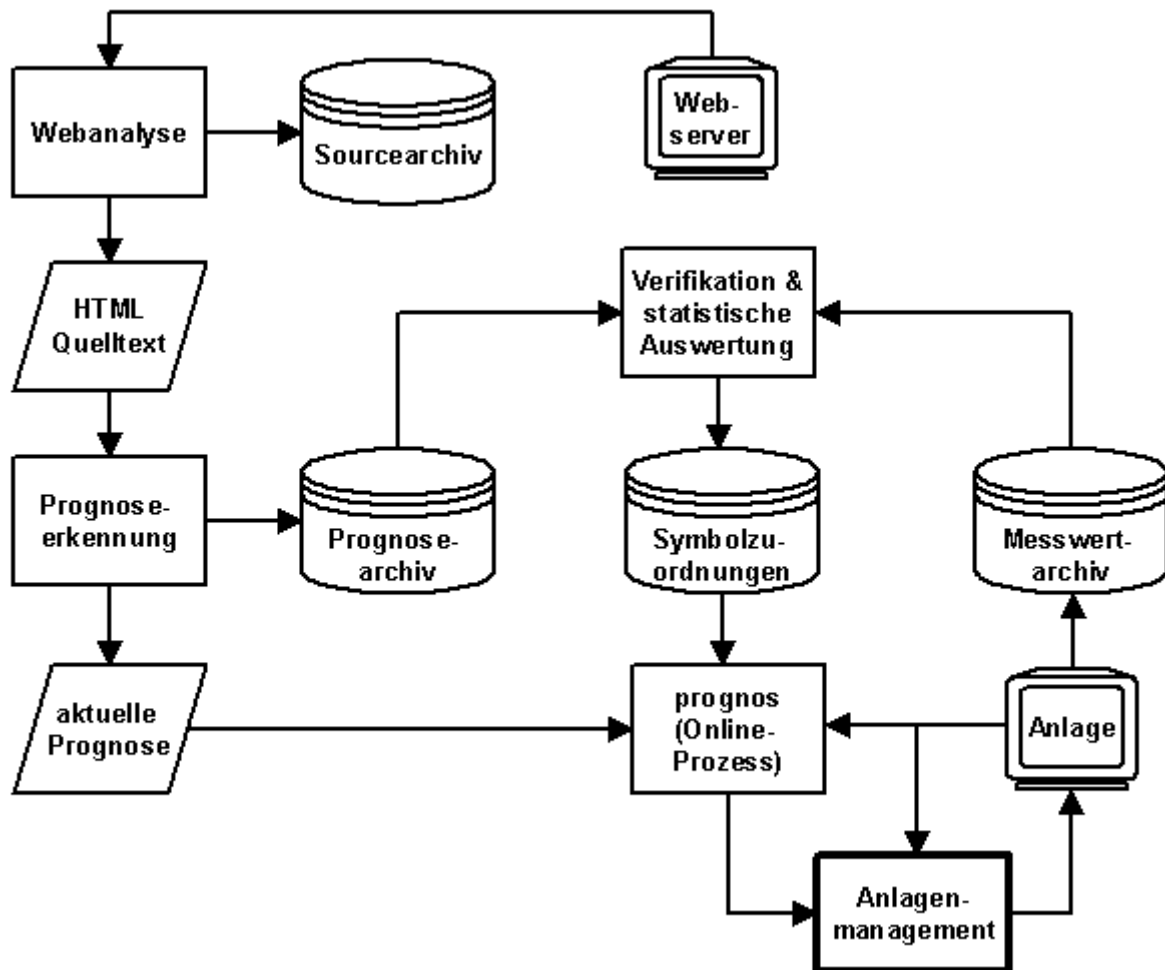 Webanalyse
Sourcearchiv
Web-
server
HTML
Quelltext
Verifikation &
statistische
Auswertung
Prognose-
erkennung
Prognose-
archiv
Symbolzu-
ordnungen
Messwert-
archiv
aktuelle
Prognose
prognos
(Online-
Prozess)
Anlage
Anlagen-
management